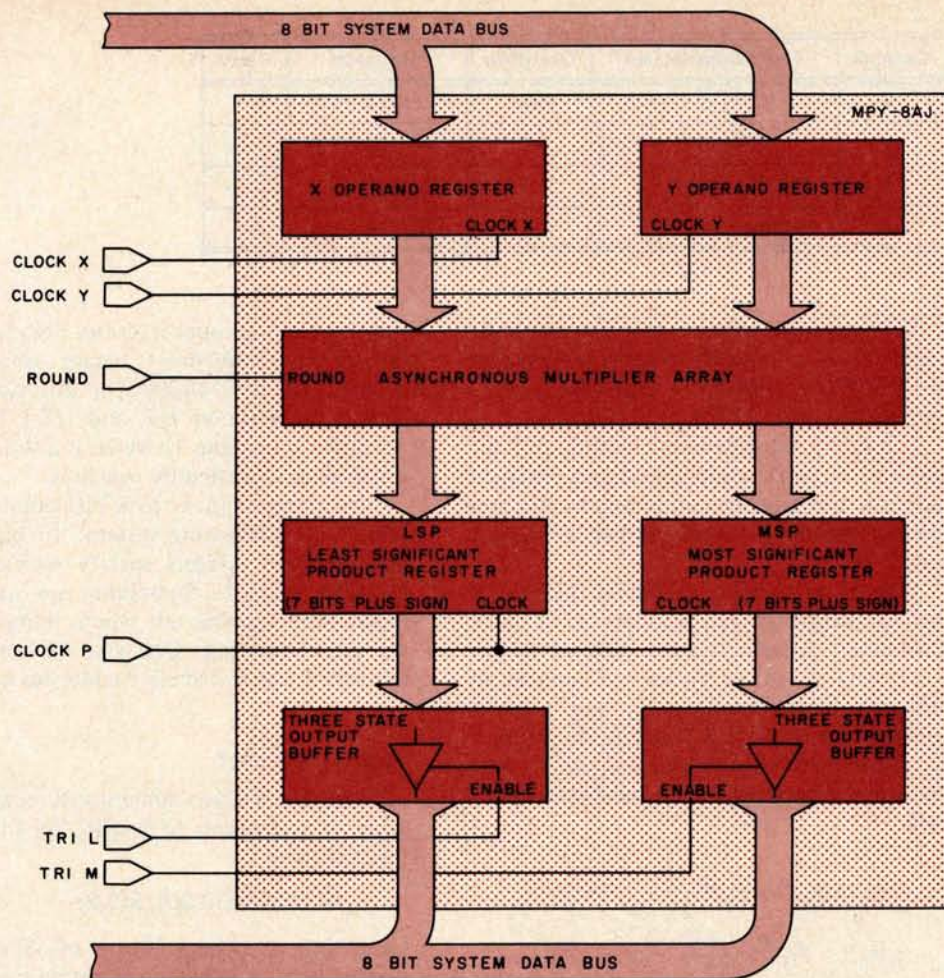 8 BIT SYSTEM DATA BUS
MPY-8AJ
X OPERAND REGISTER
CLOCK X
Y OPERAND REGISTER
CLOCK Y
CLOCK X
CLOCK Y
ROUND
ROUND ASYNCHRONOUS MULTIPLIER ARRAY
LSP
LEAST SIGNIFICANT
PRODUCT REGISTER
(7 BITS PLUS SIGN) CLOCK
MSP
MOST SIGNIFICANT
PRODUCT REGISTER
CLOCK (7 BITS PLUS SIGN)
CLOCK P
THREE STATE
OUTPUT
BUFFER
ENABLE
THREE STATE
OUTPUT
BUFFER
ENABLE
TRI L
TRI M
8 BIT SYSTEM DATA BUS